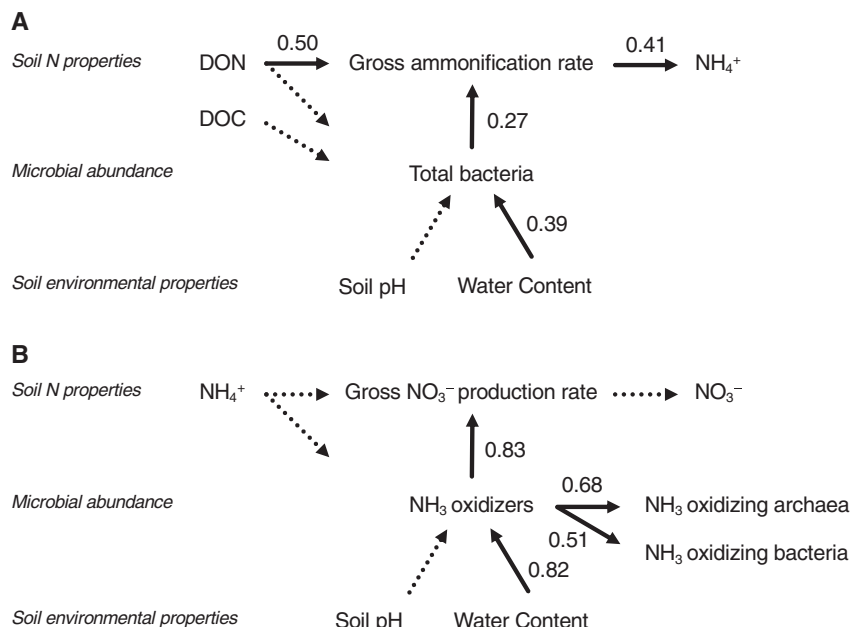 A
Soil N properties DON 0.50 Gross ammonification rate 0.41 NH₄⁺
DOC 0.27
Microbial abundance Total bacteria
0.39
Soil environmental properties Soil pH Water Content
B
Soil N properties NH₄⁺ Gross NO₃⁻ production rate NO₃⁻
0.83
Microbial abundance NH₃ oxidizers 0.68 NH₃ oxidizing archaea
0.51 NH₃ oxidizing bacteria
0.82
Soil environmental properties Soil pH Water Content